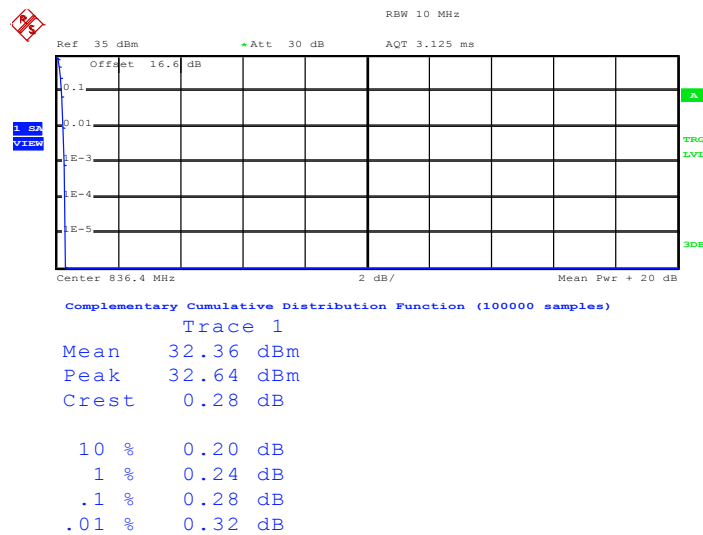 RBW 10 MHz
Ref 35 dBm * Att 30 dB AQT 3.125 ms
Offset 16.6 dB
0.1
A
0.01
1 SA
VIEW
TRG
1E-3
LVL
1E-4
1E-5
3DB
Center 836.4 MHz 2 dB/ Mean Pwr + 20 dB
Complementary Cumulative Distribution Function (100000 samples)
Trace 1
Mean 32.36 dBm
Peak 32.64 dBm
Crest 0.28 dB
10 % 0.20 dB
1 % 0.24 dB
.1 % 0.28 dB
.01 % 0.32 dB